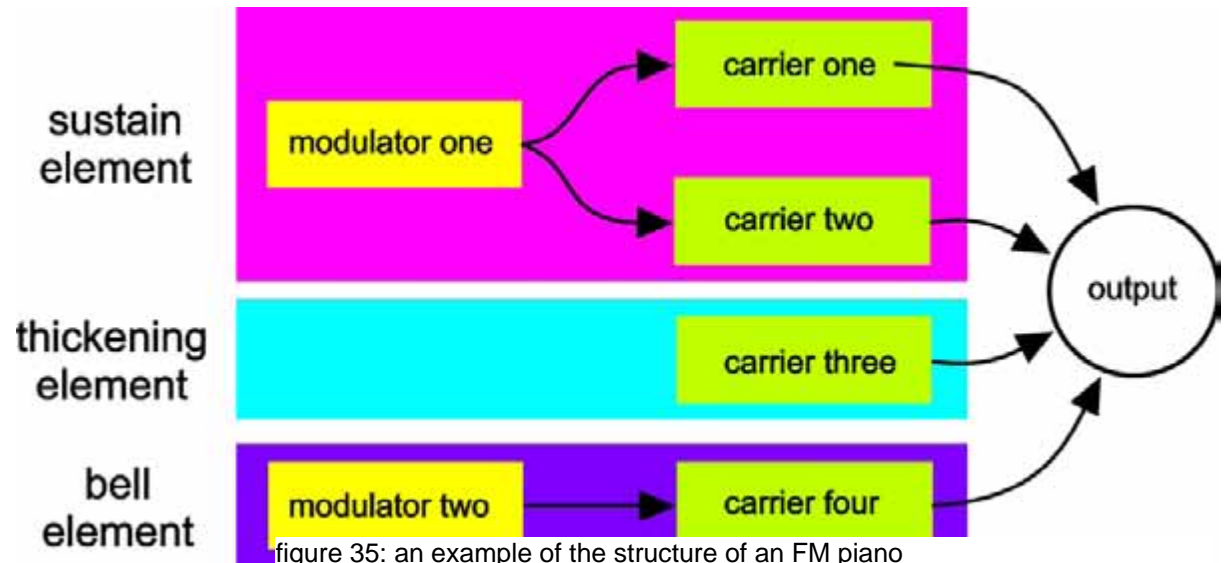 sustain
element
modulator one
carrier one
carrier two
thickening
element
carrier three
bell
element
modulator two
carrier four
output
figure 35: an example of the structure of an FM piano